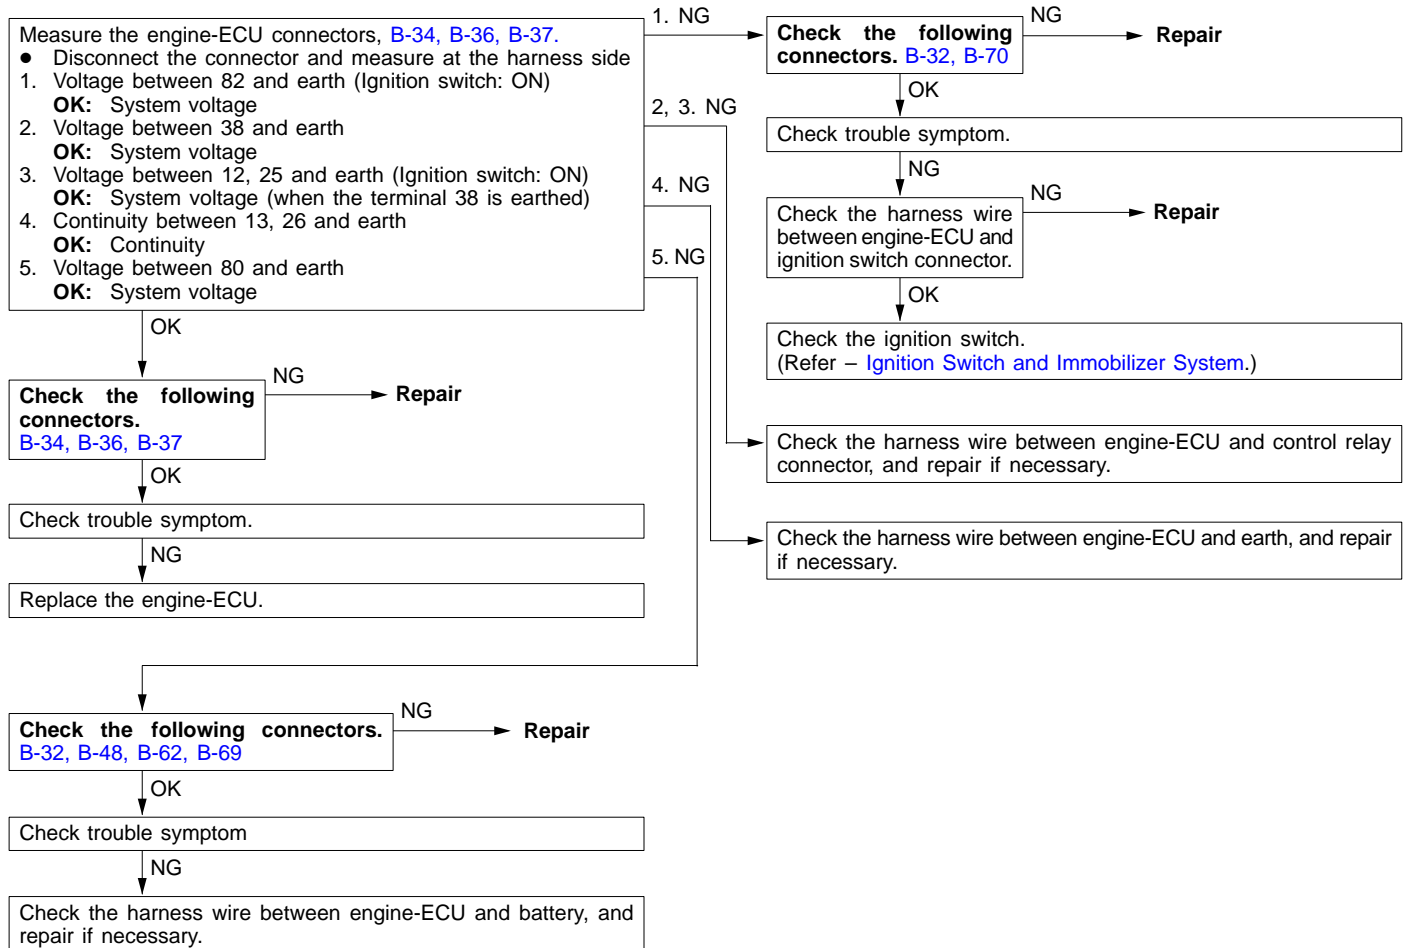 Measure the engine-ECU connectors, B-34, B-36, B-37.
● Disconnect the connector and measure at the harness side
1. Voltage between 82 and earth (Ignition switch: ON)
OK: System voltage
2. Voltage between 38 and earth
OK: System voltage
3. Voltage between 12, 25 and earth (Ignition switch: ON)
OK: System voltage (when the terminal 38 is earthed)
4. Continuity between 13, 26 and earth
OK: Continuity
5. Voltage between 80 and earth
OK: System voltage
1. NG
Check the following
connectors. B-32, B-70
NG
Repair
OK
Check trouble symptom.
NG
Check the harness wire
between engine-ECU and
ignition switch connector.
NG
Repair
OK
Check the ignition switch.
(Refer – Ignition Switch and Immobilizer System.)
2, 3. NG
Check the harness wire between engine-ECU and control relay
connector, and repair if necessary.
4. NG
Check the harness wire between engine-ECU and earth, and repair
if necessary.
5. NG
OK
Check the following
connectors.
B-34, B-36, B-37
NG
Repair
OK
Check trouble symptom.
NG
Replace the engine-ECU.
Check the following connectors.
B-32, B-48, B-62, B-69
NG
Repair
OK
Check trouble symptom
NG
Check the harness wire between engine-ECU and battery, and
repair if necessary.